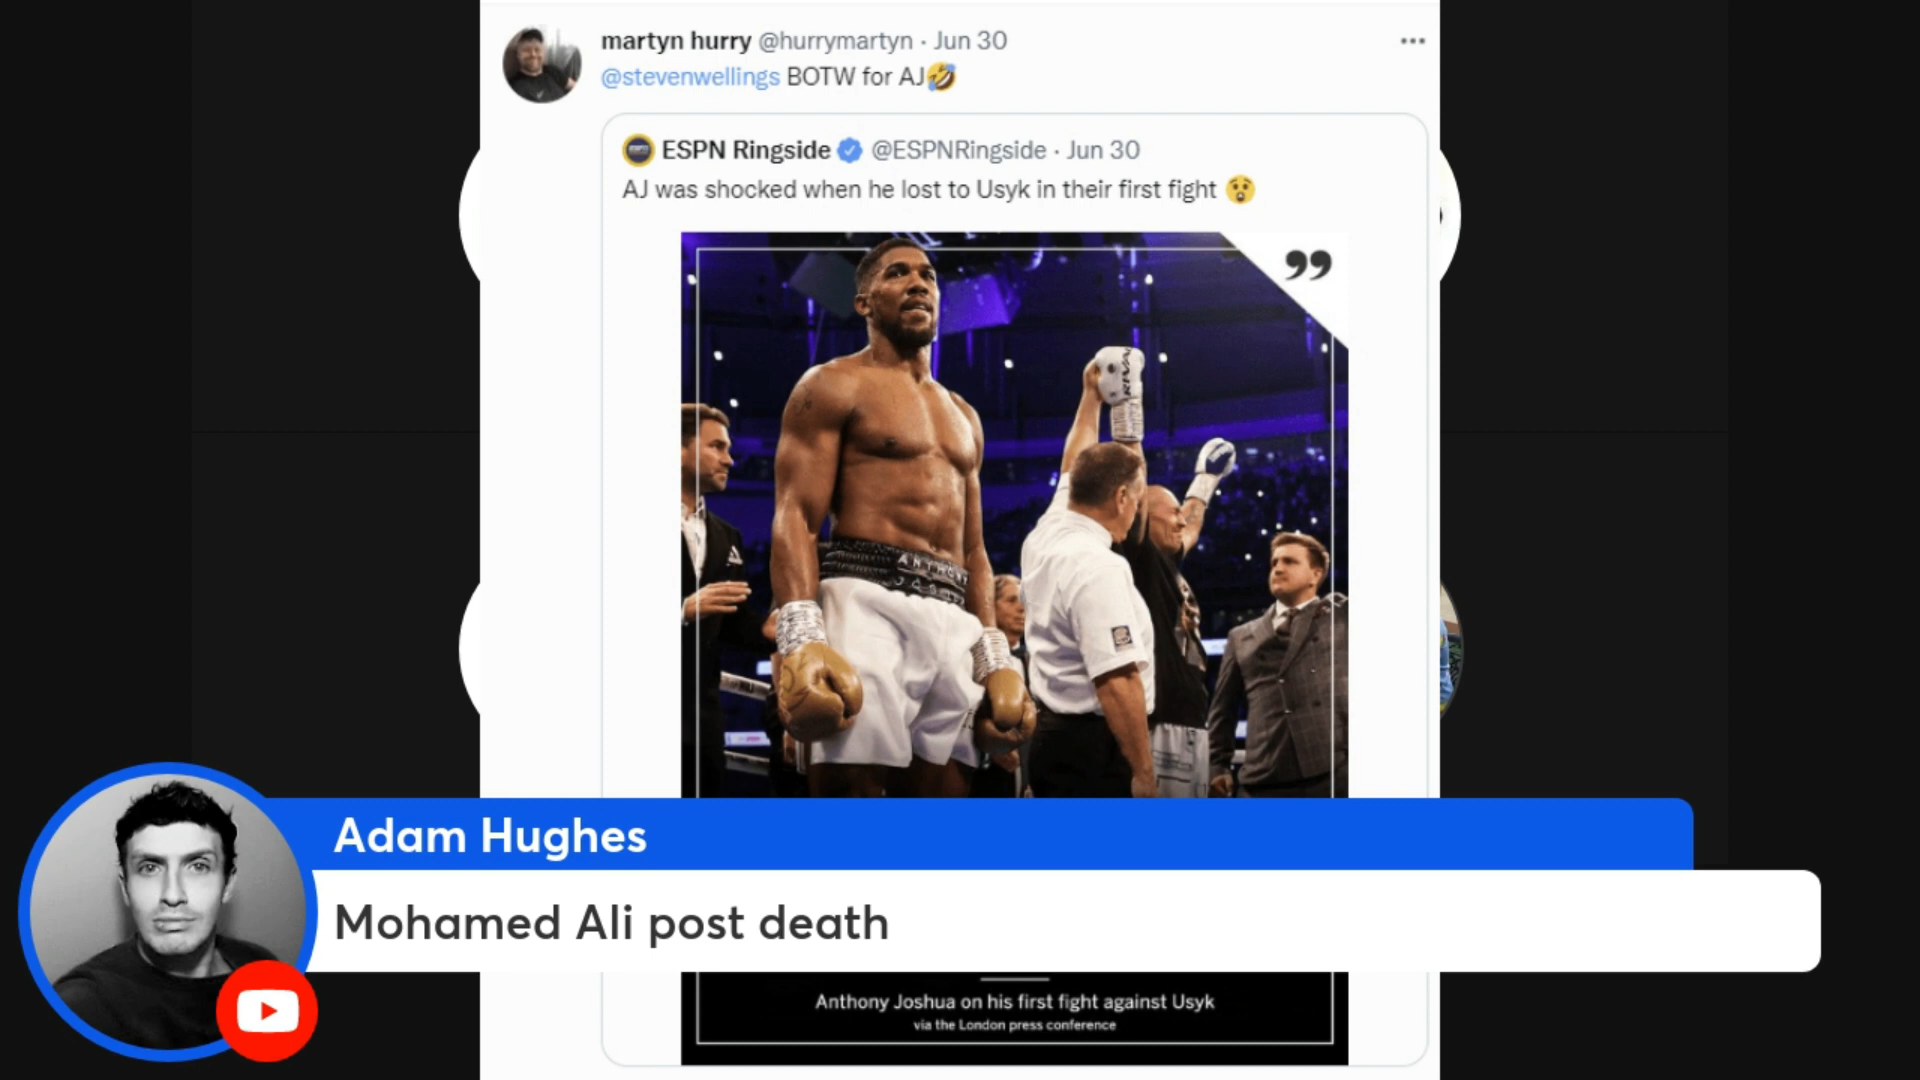 martyn hurry @hurrymartyn · Jun 30
@stevenwellings BOTW for AJ🤣
ESPN Ringside @ESPNRingside · Jun 30
AJ was shocked when he lost to Usyk in their first fight 😲
”
ANTHONY
JOSHUA
Adam Hughes
Mohamed Ali post death
Anthony Joshua on his first fight against Usyk
via the London press conference